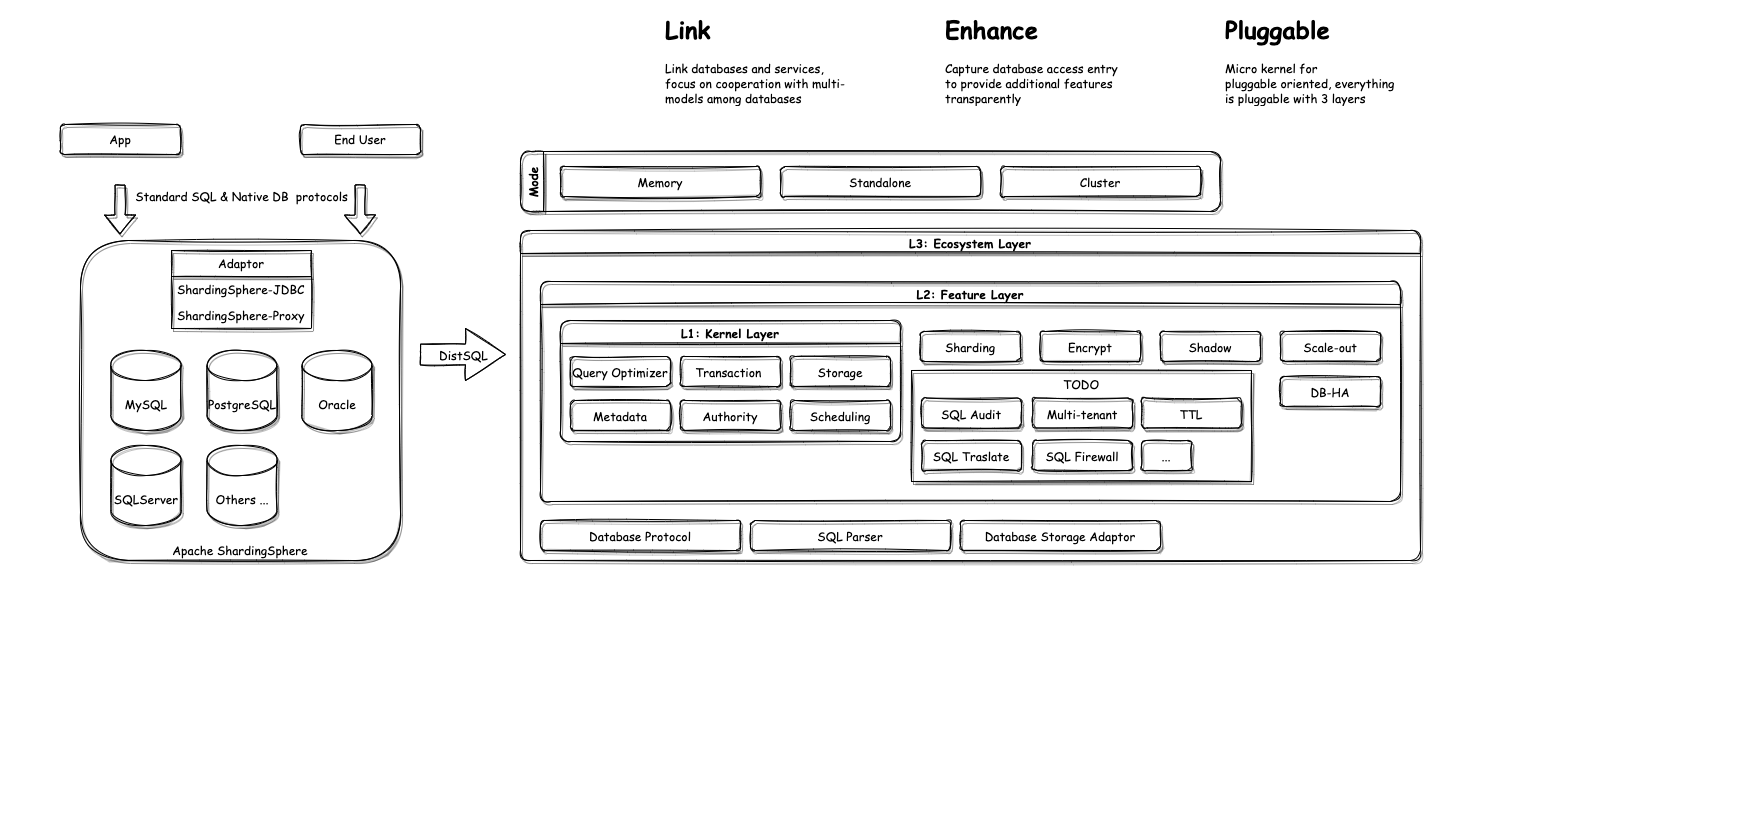 Link
Link databases and services,
focus on cooperation with multi-
models among databases
Enhance
Capture database access entry
to provide additional features
transparently
Pluggable
Micro kernel for
pluggable oriented, everything
is pluggable with 3 layers
App
End User
Standard SQL & Native DB  protocols
Adaptor
ShardingSphere-JDBC
ShardingSphere-Proxy
MySQL
PostgreSQL
Oracle
SQLServer
Others ...
Apache ShardingSphere
DistSQL
Mode
Memory
Standalone
Cluster
L3: Ecosystem Layer
L2: Feature Layer
L1: Kernel Layer
Query Optimizer
Transaction
Storage
Metadata
Authority
Scheduling
Sharding
Encrypt
Shadow
Scale-out
DB-HA
TODO
SQL Audit
Multi-tenant
TTL
SQL Traslate
SQL Firewall
...
Database Protocol
SQL Parser
Database Storage Adaptor